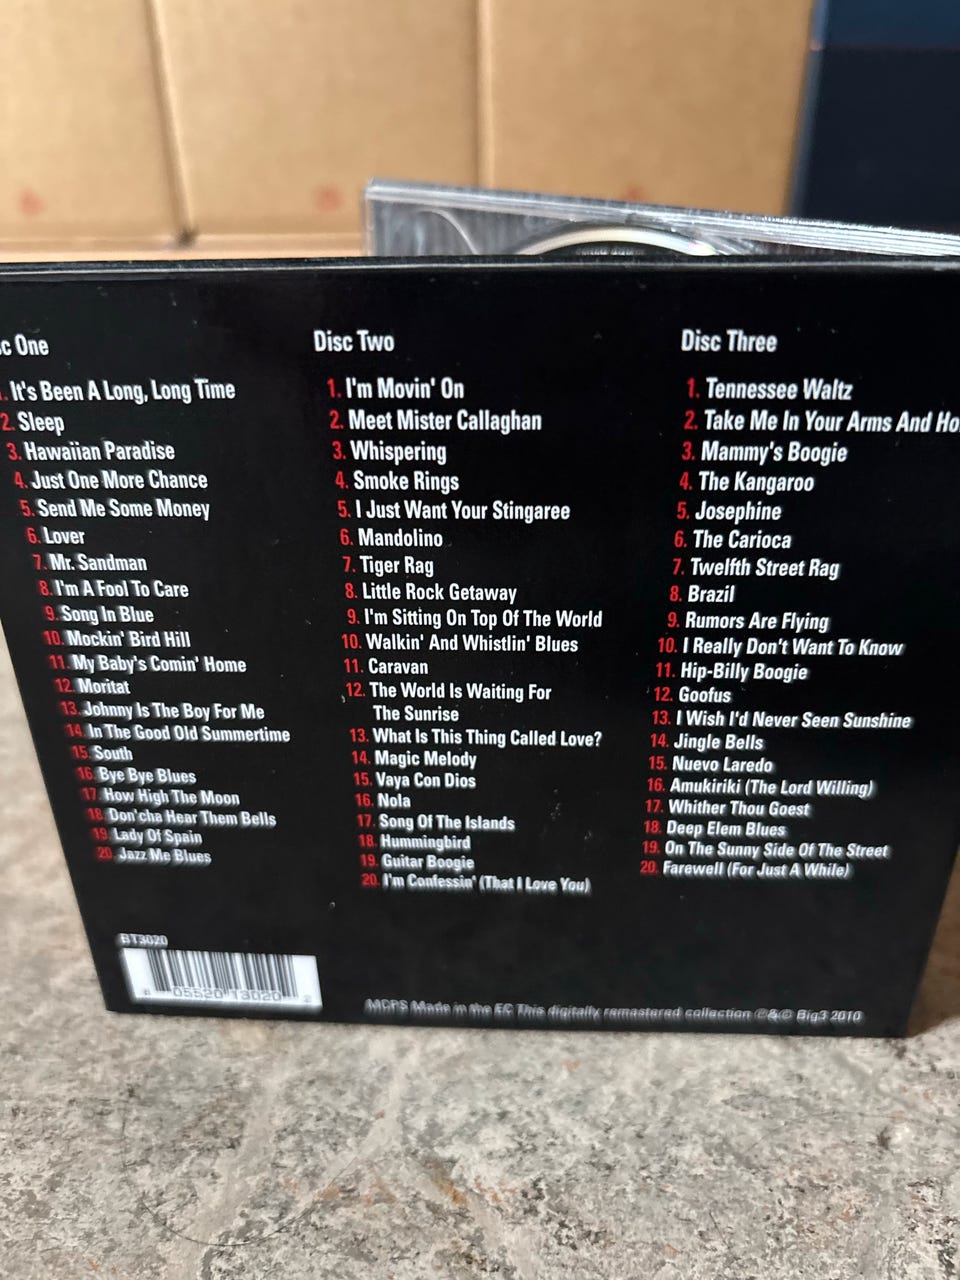 c One
It's Been A Long, Long Time
2. Sleep
3. Hawaiian Paradise
4. Just One More Chance
5. Send Me Some Money
6. Lover
7. Mr. Sandman
8. I'm A Fool To Care
9. Song In Blue
10. Mockin' Bird Hill
11. My Baby's Comin' Home
12. Moritat
13. Johnny Is The Boy For Me
14. In The Good Old Summertime
15. South
16. Bye Bye Blues
17. How High The Moon
18. Don'cha Hear Them Bells
19. Lady Of Spain
20. Jazz Me Blues
Disc Two
1. I'm Movin' On
2. Meet Mister Callaghan
3. Whispering
4. Smoke Rings
5. I Just Want Your Stingaree
6. Mandolino
7. Tiger Rag
8. Little Rock Getaway
9. I'm Sitting On Top Of The World
10. Walkin' And Whistlin' Blues
11. Caravan
12. The World Is Waiting For
The Sunrise
13. What Is This Thing Called Love?
14. Magic Melody
15. Vaya Con Dios
16. Nola
17. Song Of The Islands
18. Hummingbird
19. Guitar Boogie
20. I'm Confessin' (That I Love You)
Disc Three
1. Tennessee Waltz
2. Take Me In Your Arms And Ho
3. Mammy's Boogie
4. The Kangaroo
5. Josephine
6. The Carioca
7. Twelfth Street Rag
8. Brazil
9. Rumors Are Flying
10. I Really Don't Want To Know
11. Hip-Billy Boogie
12. Goofus
13. I Wish I'd Never Seen Sunshine
14. Jingle Bells
15. Nuevo Laredo
16. Amukiriki (The Lord Willing)
17. Whither Thou Goest
18. Deep Elem Blues
19. On The Sunny Side Of The Street
20. Farewell (For Just A While)
BT3020
05520 13020 2
MCPS Made in the EC This digitally remastered collection ℗&© Big3 2010